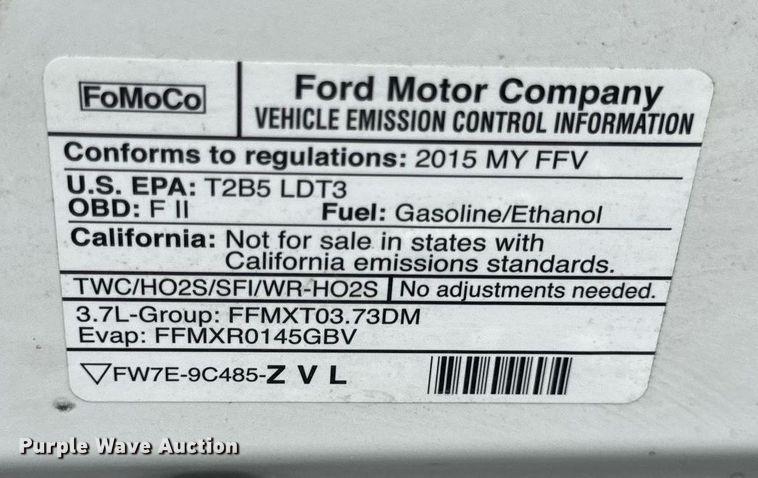 FoMoCo
Ford Motor Company
VEHICLE EMISSION CONTROL INFORMATION
Conforms to regulations: 2015 MY FFV
U.S. EPA: T2B5 LDT3
OBD: F II Fuel: Gasoline/Ethanol
California: Not for sale in states with
California emissions standards.
TWC/HO2S/SFI/WR-HO2S No adjustments needed.
3.7L-Group: FFMXT03.73DM
Evap: FFMXR0145GBV
▽FW7E-9C485-Z V L
Purple Wave Auction